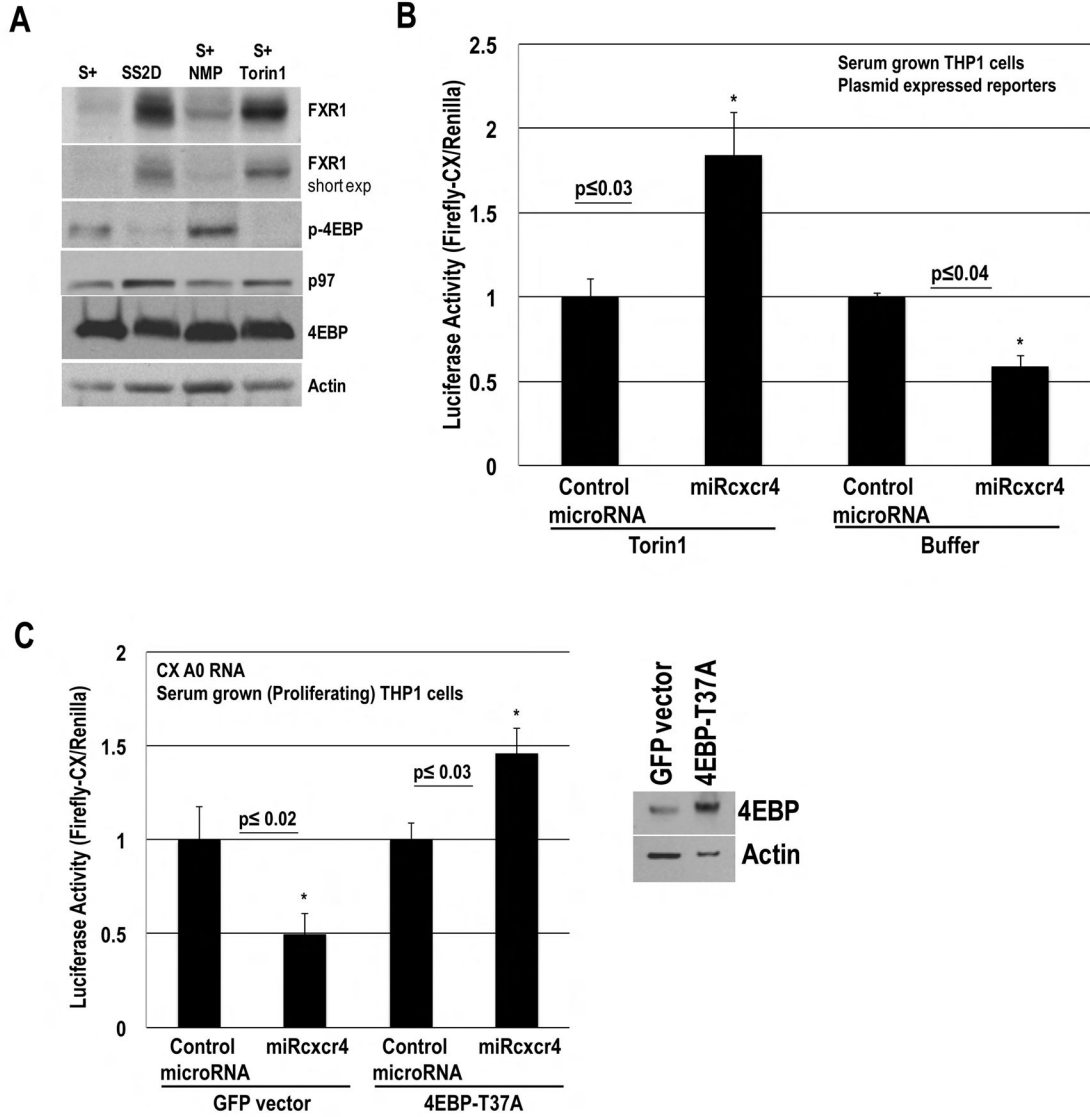 A
S+ SS2D S+ NMP S+ Torin1
FXR1
FXR1
short exp
p-4EBP
p97
4EBP
Actin
B
Luciferase Activity (Firefly-CX/Renilla)
2.5
2
1.5
1
0.5
0
Serum grown THP1 cells
Plasmid expressed reporters
*
p≤0.03
p≤0.04
*
Control microRNA
miRcxcr4
Control microRNA
miRcxcr4
Torin1
Buffer
C
Luciferase Activity (Firefly-CX/Renilla)
2
1.5
1
0.5
0
CX A0 RNA
Serum grown (Proliferating) THP1 cells
*
p≤ 0.03
p≤ 0.02
*
Control microRNA
miRcxcr4
Control microRNA
miRcxcr4
GFP vector
4EBP-T37A
GFP vector
4EBP-T37A
4EBP
Actin